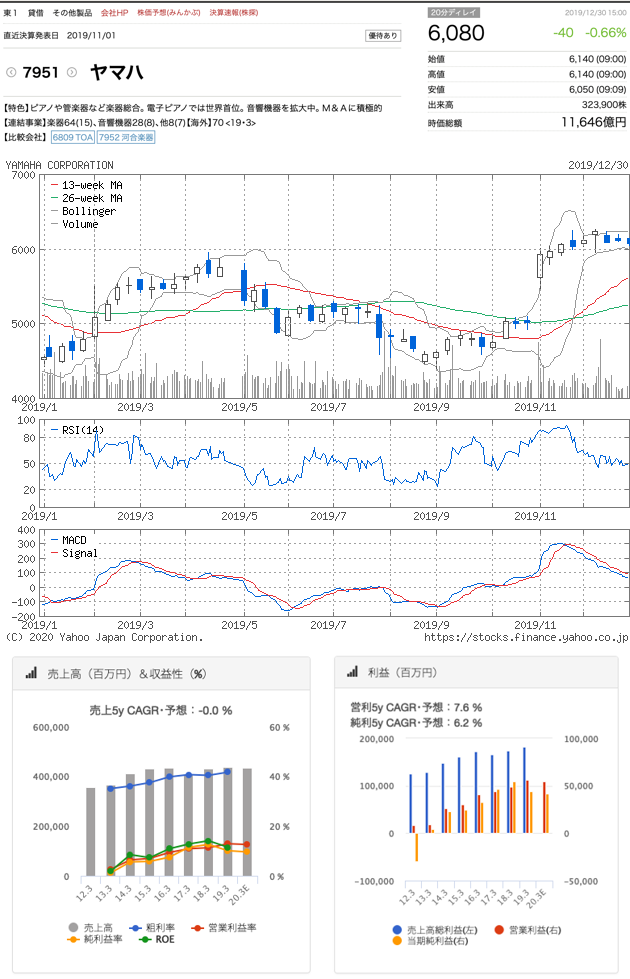 東1 貸借 その他製品 会社HP 株価予想(みんかぶ) 決算速報(株探)
直近決算発表日 2019/11/01 優待あり
7951 ヤマハ
【特色】ピアノや管楽器など楽器総合。電子ピアノでは世界首位。音響機器を拡大中。M＆Aに積極的
【連結事業】楽器64(15)、音響機器28(8)、他8(7)【海外】70 <19・3>
【比較会社】 6809 TOA 7952 河合楽器
20分ディレイ 2019/12/30 15:00
6,080 -40 -0.66%
始値 6,140 (09:00)
高値 6,140 (09:00)
安値 6,050 (09:09)
出来高 323,900株
時価総額 11,646億円
YAMAHA CORPORATION 2019/12/30
7000
6000
5000
4000
13-week MA
26-week MA
Bollinger
Volume
2019/1 2019/3 2019/5 2019/7 2019/9 2019/11
100
80
50
20
0
RSI(14)
2019/1 2019/3 2019/5 2019/7 2019/9 2019/11
400
300
200
100
0
-100
-200
MACD
Signal
2019/1 2019/3 2019/5 2019/7 2019/9 2019/11
(C) 2020 Yahoo Japan Corporation. https://stocks.finance.yahoo.co.jp
売上高（百万円）＆収益性（%）
売上5y CAGR・予想：-0.0 %
600,000 60 %
400,000 40 %
200,000 20 %
0 0 %
12.3 13.3 14.3 15.3 16.3 17.3 18.3 19.3 20.3E
売上高 粗利率 営業利益率
純利益率 ROE
利益（百万円）
営利5y CAGR・予想：7.6 %
純利5y CAGR・予想：6.2 %
200,000 100,000
100,000 50,000
0 0
−100,000 −50,000
12.3 13.3 14.3 15.3 16.3 17.3 18.3 19.3 20.3E
売上高総利益(左) 営業利益(右)
当期純利益(右)